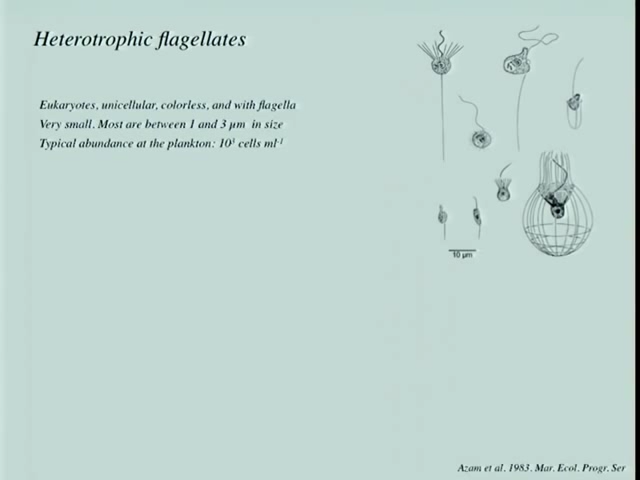 Heterotrophic flagellates
Eukaryotes, unicellular, colorless, and with flagella
Very small. Most are between 1 and 3 µm in size
Typical abundance at the plankton: 10³ cells ml⁻¹
10 µm
Azam et al. 1983. Mar. Ecol. Progr. Ser